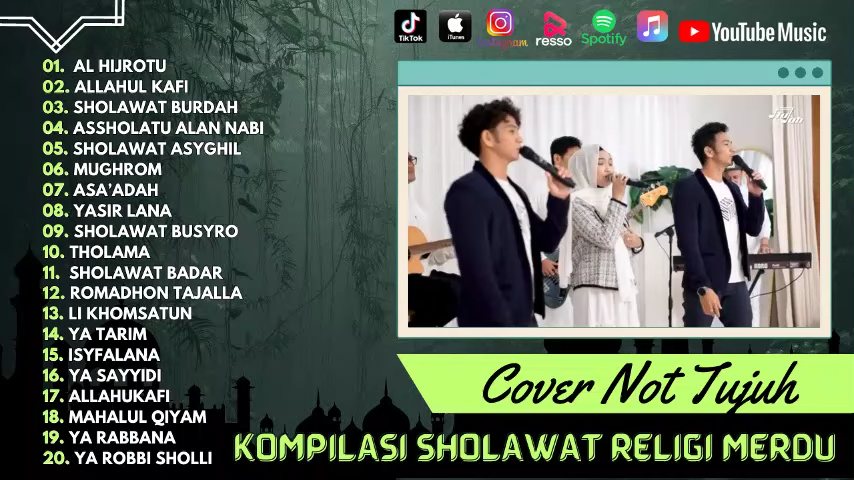 TikTok
iTunes
Instagram
resso
Spotify
YouTube Music
01. AL HIJROTU
02. ALLAHUL KAFI
03. SHOLAWAT BURDAH
04. ASSHOLATU ALAN NABI
05. SHOLAWAT ASYGHIL
06. MUGHROM
07. ASA'ADAH
08. YASIR LANA
09. SHOLAWAT BUSYRO
10. THOLAMA
11. SHOLAWAT BADAR
12. ROMADHON TAJALLA
13. LI KHOMSATUN
14. YA TARIM
15. ISYFALANA
16. YA SAYYIDI
17. ALLAHUKAFI
18. MAHALUL QIYAM
19. YA RABBANA
20. YA ROBBI SHOLLI
KORG
Cover Not Tujuh
KOMPILASI SHOLAWAT RELIGI MERDU